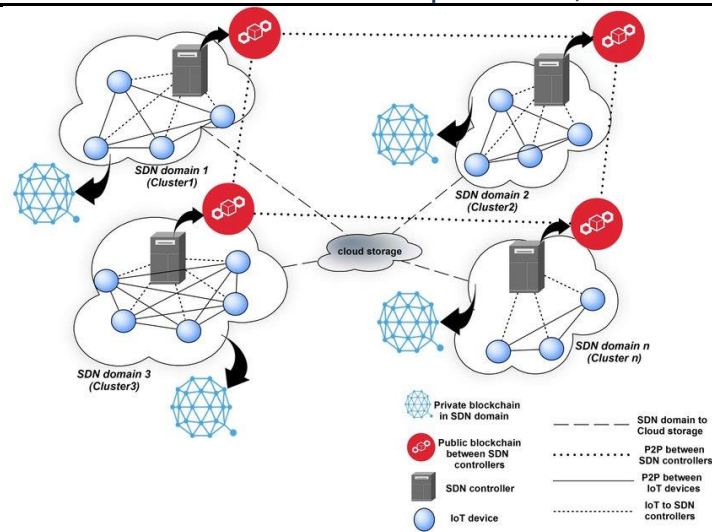 SDN domain 1
(Cluster1)
SDN domain 2
(Cluster2)
cloud storage
SDN domain 3
(Cluster3)
SDN domain n
(Cluster n)
Private blockchain
in SDN domain
Public blockchain
between SDN
controllers
SDN controller
IoT device
SDN domain to
Cloud storage
P2P between
SDN controllers
P2P between
IoT devices
IoT to SDN
controllers